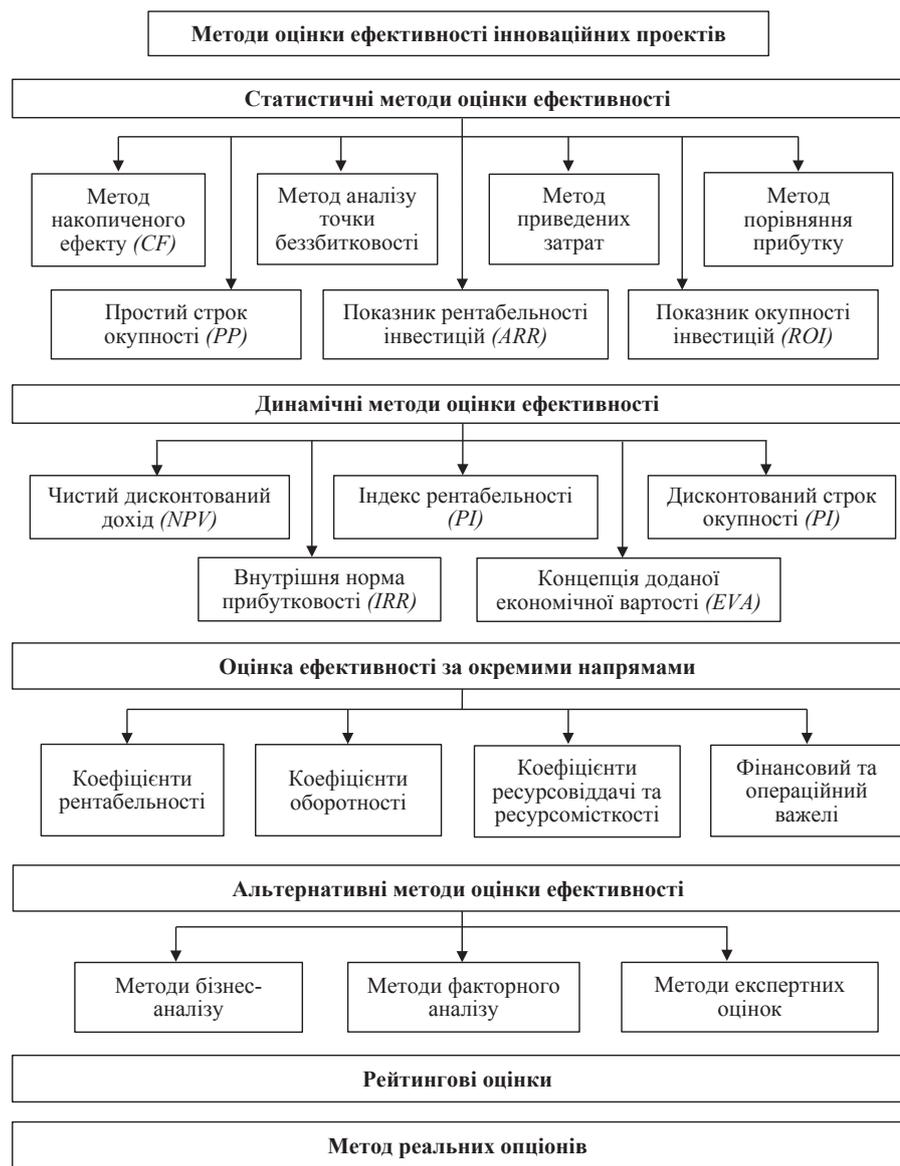 Методи оцінки ефективності інноваційних проектів
Статистичні методи оцінки ефективності
Метод
накопиченого
ефекту (CF)
Метод аналізу
точки
беззбитковості
Метод
приведених
затрат
Метод
порівняння
прибутку
Простий строк
окупності (PP)
Показник рентабельності
інвестицій (ARR)
Показник окупності
інвестицій (ROI)
Динамічні методи оцінки ефективності
Чистий дисконтований
дохід (NPV)
Індекс рентабельності
(PI)
Дисконтований строк
окупності (PI)
Внутрішня норма
прибутковості (IRR)
Концепція доданої
економічної вартості (EVA)
Оцінка ефективності за окремими напрямами
Коефіцієнти
рентабельності
Коефіцієнти
оборотності
Коефіцієнти
ресурсовіддачі та
ресурсомісткості
Фінансовий та
операційний
важелі
Альтернативні методи оцінки ефективності
Методи бізнес-
аналізу
Методи факторного
аналізу
Методи експертних
оцінок
Рейтингові оцінки
Метод реальних опціонів